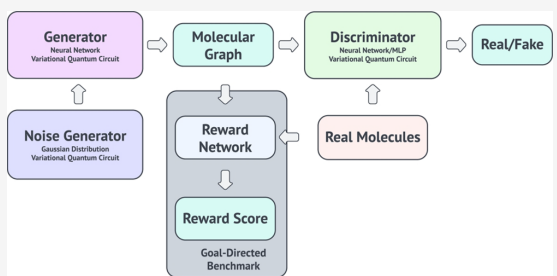 Generator
Neural Network
Variational Quantum Circuit
Molecular
Graph
Discriminator
Neural Network/MLP
Variational Quantum Circuit
Real/Fake
Noise Generator
Gaussian Distribution
Variational Quantum Circuit
Reward
Network
Real Molecules
Reward Score
Goal-Directed
Benchmark